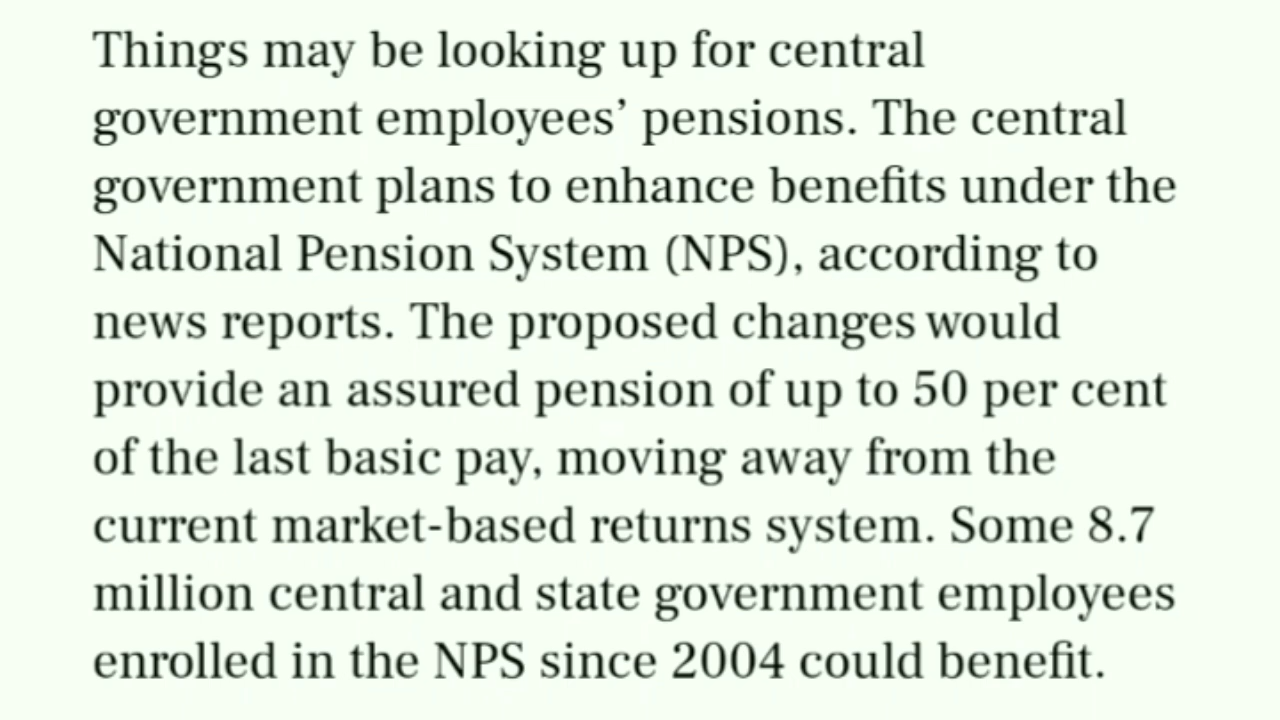 Things may be looking up for central
government employees’ pensions. The central
government plans to enhance benefits under the
National Pension System (NPS), according to
news reports. The proposed changes would
provide an assured pension of up to 50 per cent
of the last basic pay, moving away from the
current market-based returns system. Some 8.7
million central and state government employees
enrolled in the NPS since 2004 could benefit.